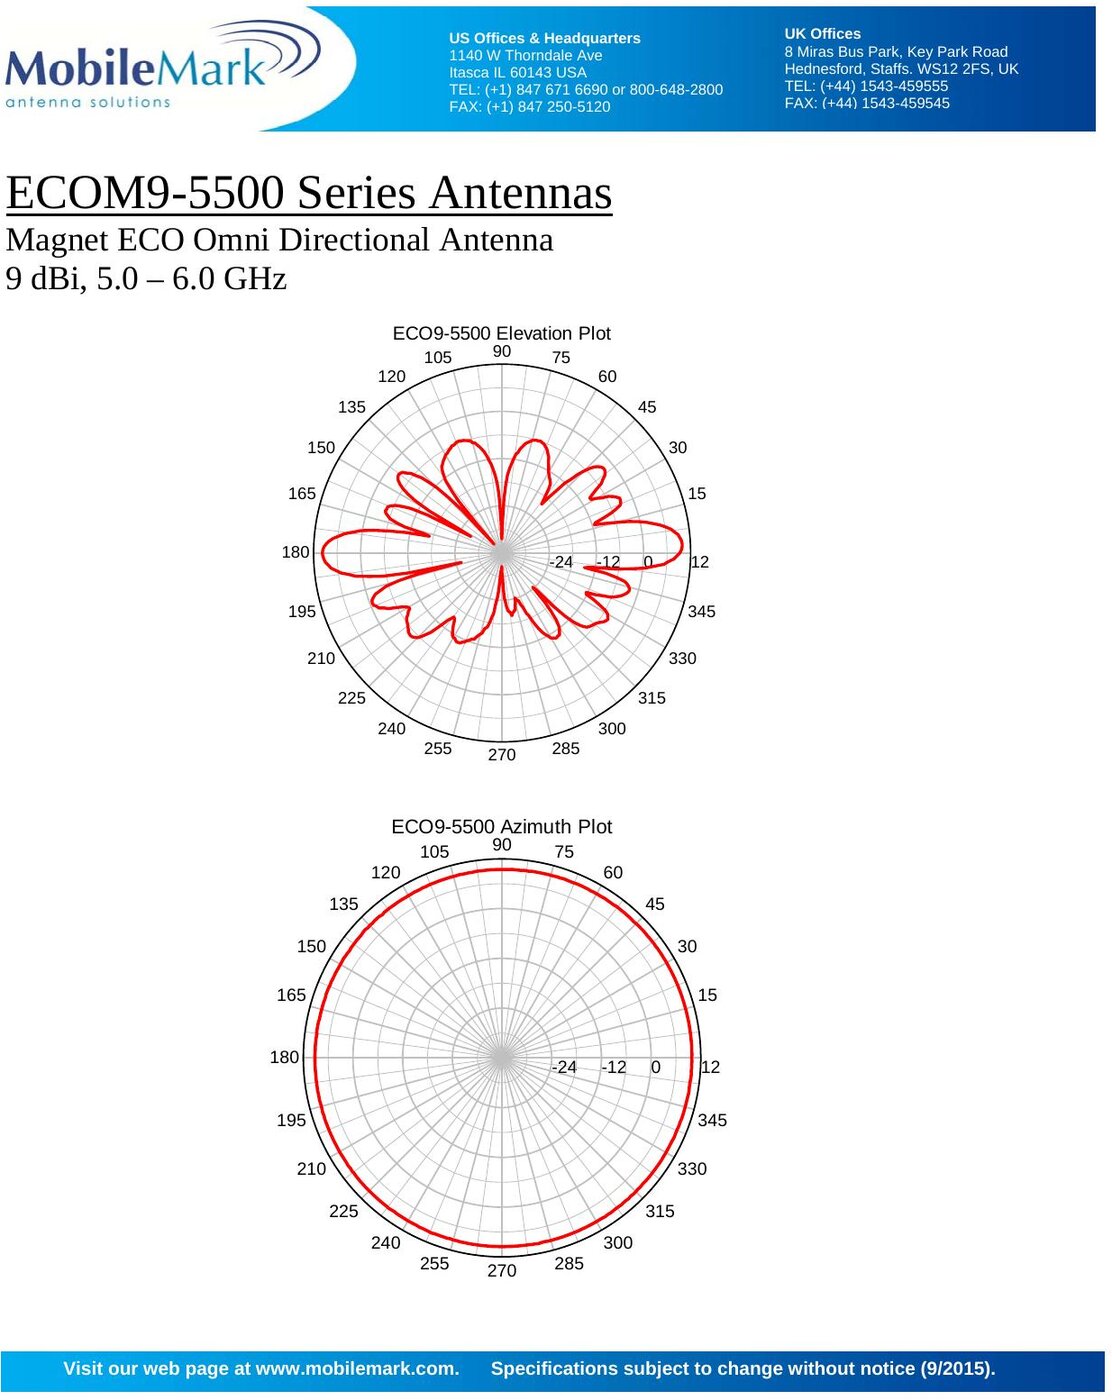 MobileMark
antenna solutions
US Offices & Headquarters
1140 W Thorndale Ave
Itasca IL 60143 USA
TEL: (+1) 847 671 6690 or 800-648-2800
FAX: (+1) 847 250-5120
UK Offices
8 Miras Bus Park, Key Park Road
Hednesford, Staffs. WS12 2FS, UK
TEL: (+44) 1543-459555
FAX: (+44) 1543-459545
ECOM9-5500 Series Antennas
Magnet ECO Omni Directional Antenna
9 dBi, 5.0 – 6.0 GHz
ECO9-5500 Elevation Plot
90
105 75
120 60
135 45
150 30
165 15
180 -24 -12 0 12
195 345
210 330
225 315
240 300
255 285
270
ECO9-5500 Azimuth Plot
90
105 75
120 60
135 45
150 30
165 15
180 -24 -12 0 12
195 345
210 330
225 315
240 300
255 285
270
Visit our web page at www.mobilemark.com. Specifications subject to change without notice (9/2015).